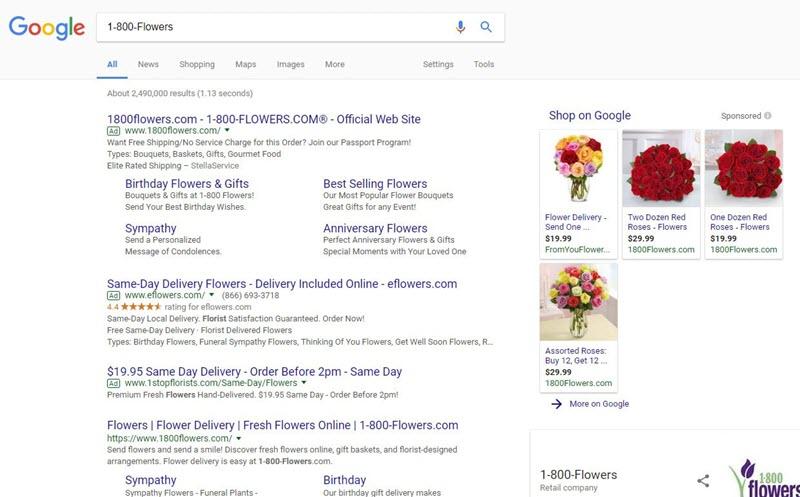 Google
1-800-Flowers
All News Shopping Maps Images More Settings Tools
About 2,490,000 results (1.13 seconds)
1800flowers.com - 1-800-FLOWERS.COM® - Official Web Site
Ad www.1800flowers.com/
Want Free Shipping/No Service Charge for this Order? Join our Passport Program!
Types: Bouquets, Baskets, Gifts, Gourmet Food
Elite Rated Shipping – StellaService
Birthday Flowers & Gifts
Bouquets & Gifts at 1-800 Flowers!
Send Your Best Birthday Wishes.
Best Selling Flowers
Our Most Popular Flower Bouquets
Great Gifts for any Event!
Sympathy
Send a Personalized
Message of Condolences.
Anniversary Flowers
Perfect Anniversary Flowers & Gifts
Special Moments with Your Loved One
Same-Day Delivery Flowers - Delivery Included Online - eflowers.com
Ad www.eflowers.com/ (866) 693-3718
4.4 rating for eflowers.com
Same-Day Local Delivery. Florist Satisfaction Guaranteed. Order Now!
Free Same-Day Delivery · Florist Delivered Flowers
Types: Birthday Flowers, Funeral Sympathy Flowers, Thinking Of You Flowers, Get Well Soon Flowers, R...
$19.95 Same Day Delivery - Order Before 2pm - Same Day
Ad www.1stopflorists.com/Same-Day/Flowers
Premium Fresh Flowers Hand-Delivered. $19.95 Same Day - Order Before 2pm!
Flowers | Flower Delivery | Fresh Flowers Online | 1-800-Flowers.com
https://www.1800flowers.com/
Send flowers and send a smile! Discover fresh flowers online, gift baskets, and florist-designed
arrangements. Flower delivery is easy at 1-800-Flowers.com.
Sympathy
Sympathy Flowers - Funeral Plants -
Birthday
Our birthday gift delivery makes
Shop on Google Sponsored
Flower Delivery -
Send One ...
$19.99
FromYouFlower...
Two Dozen Red
Roses - Flowers
$29.99
1800Flowers.com
One Dozen Red
Roses - Flowers
$19.99
1800Flowers.com
Assorted Roses:
Buy 12, Get 12 ...
$29.99
1800Flowers.com
More on Google
1-800-Flowers
Retail company
1·800
flowers